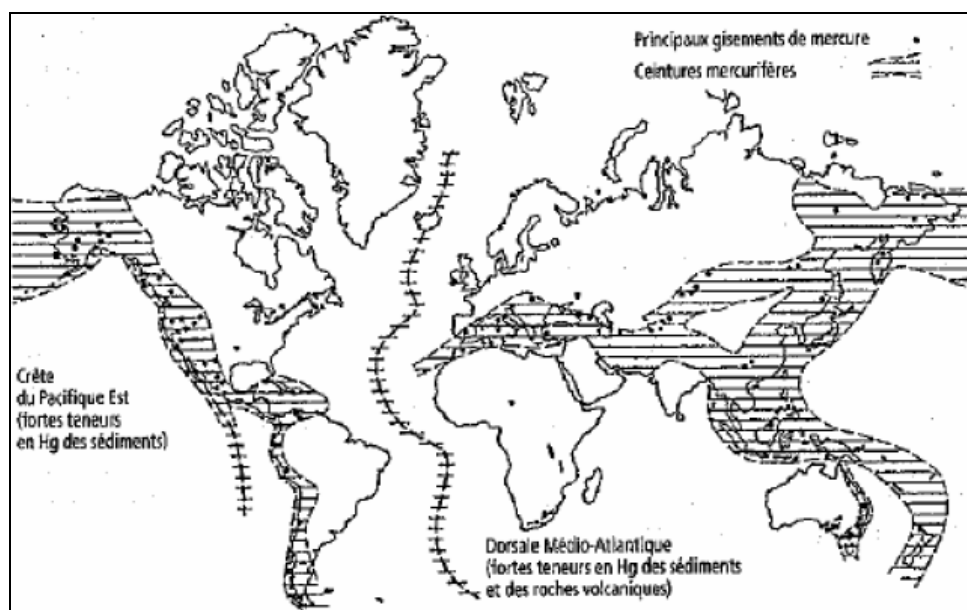 Principaux gisements de mercure
Ceintures mercurifères
Crête
du Pacifique Est
(fortes teneurs
en Hg des sédiments)
Dorsale Médio-Atlantique
(fortes teneurs en Hg des sédiments
et des roches volcaniques)